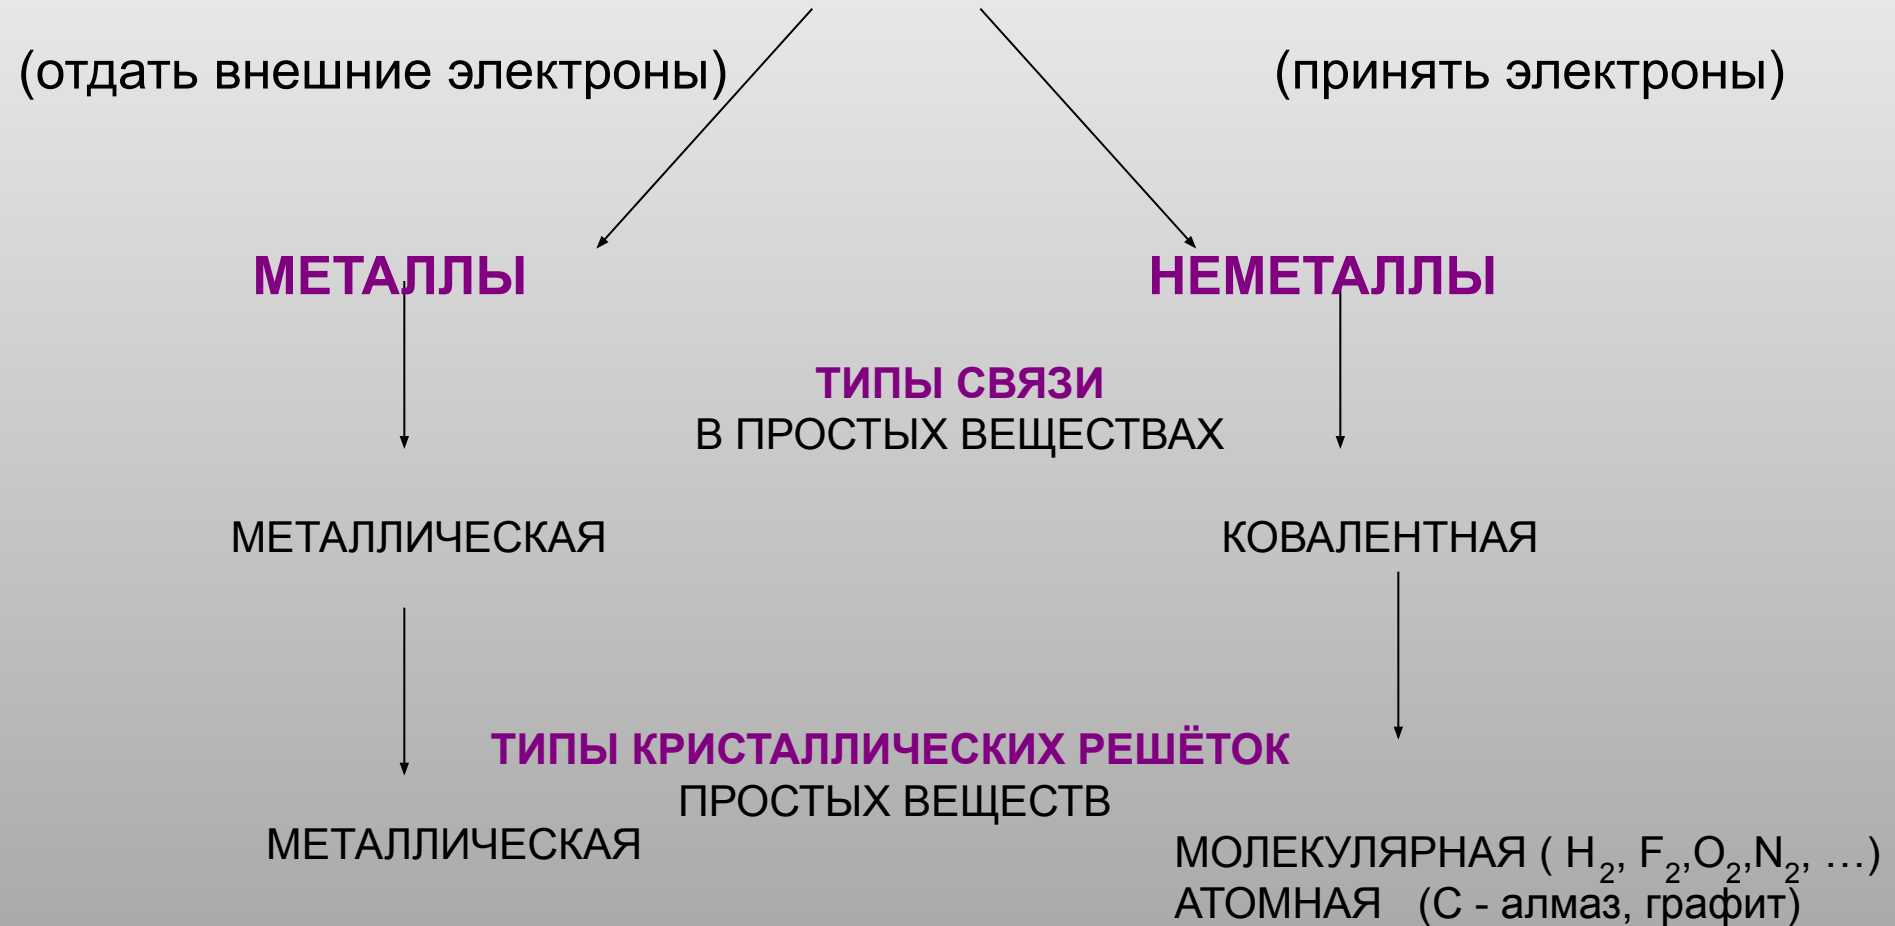 (отдать внешние электроны)
(принять электроны)
МЕТАЛЛЫ
НЕМЕТАЛЛЫ
ТИПЫ СВЯЗИ
В ПРОСТЫХ ВЕЩЕСТВАХ
МЕТАЛЛИЧЕСКАЯ
КОВАЛЕНТНАЯ
ТИПЫ КРИСТАЛЛИЧЕСКИХ РЕШЁТОК
ПРОСТЫХ ВЕЩЕСТВ
МЕТАЛЛИЧЕСКАЯ
МОЛЕКУЛЯРНАЯ ( H₂, F₂,O₂,N₂, …)
АТОМНАЯ (С - алмаз, графит)